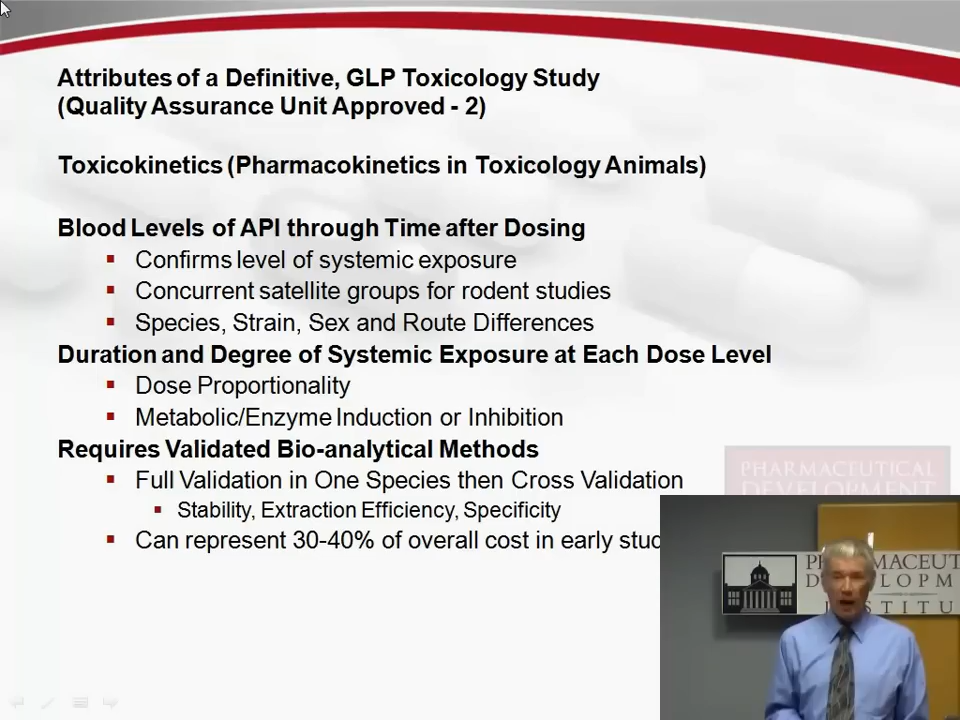 Attributes of a Definitive, GLP Toxicology Study
(Quality Assurance Unit Approved - 2)
Toxicokinetics (Pharmacokinetics in Toxicology Animals)
Blood Levels of API through Time after Dosing
Confirms level of systemic exposure
Concurrent satellite groups for rodent studies
Species, Strain, Sex and Route Differences
Duration and Degree of Systemic Exposure at Each Dose Level
Dose Proportionality
Metabolic/Enzyme Induction or Inhibition
Requires Validated Bio-analytical Methods
Full Validation in One Species then Cross Validation
Stability, Extraction Efficiency, Specificity
Can represent 30-40% of overall cost in early
PHARMACEUTICAL
DEVELOPMENT